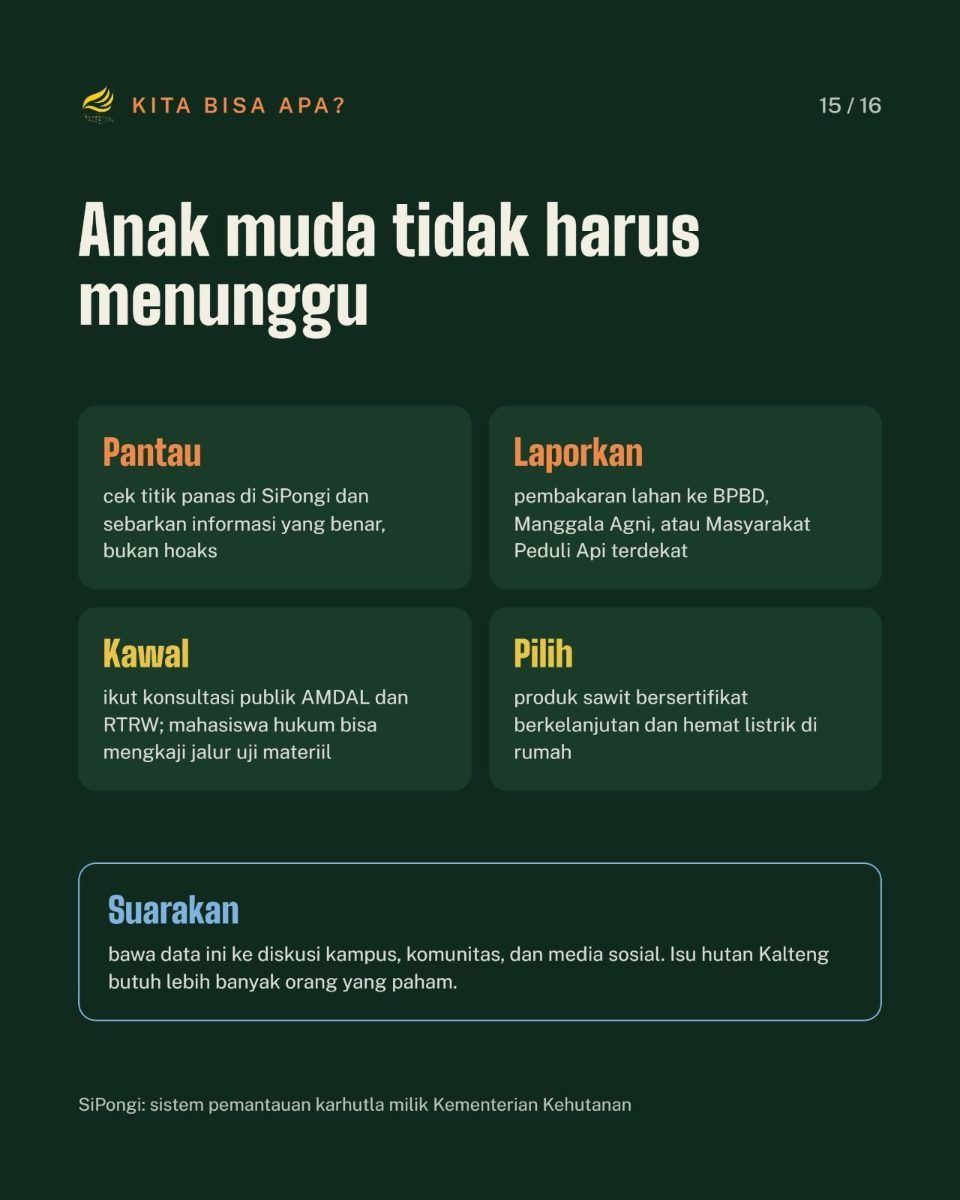 KITA BISA APA?
15 / 16
Anak muda tidak harus
menunggu
Pantau
cek titik panas di SiPongi dan
sebarkan informasi yang benar,
bukan hoaks
Laporkan
pembakaran lahan ke BPBD,
Manggala Agni, atau Masyarakat
Peduli Api terdekat
Kawal
ikut konsultasi publik AMDAL dan
RTRW; mahasiswa hukum bisa
mengkaji jalur uji materiil
Pilih
produk sawit bersertifikat
berkelanjutan dan hemat listrik di
rumah
Suarakan
bawa data ini ke diskusi kampus, komunitas, dan media sosial. Isu hutan Kalteng
butuh lebih banyak orang yang paham.
SiPongi: sistem pemantauan karhutla milik Kementerian Kehutanan